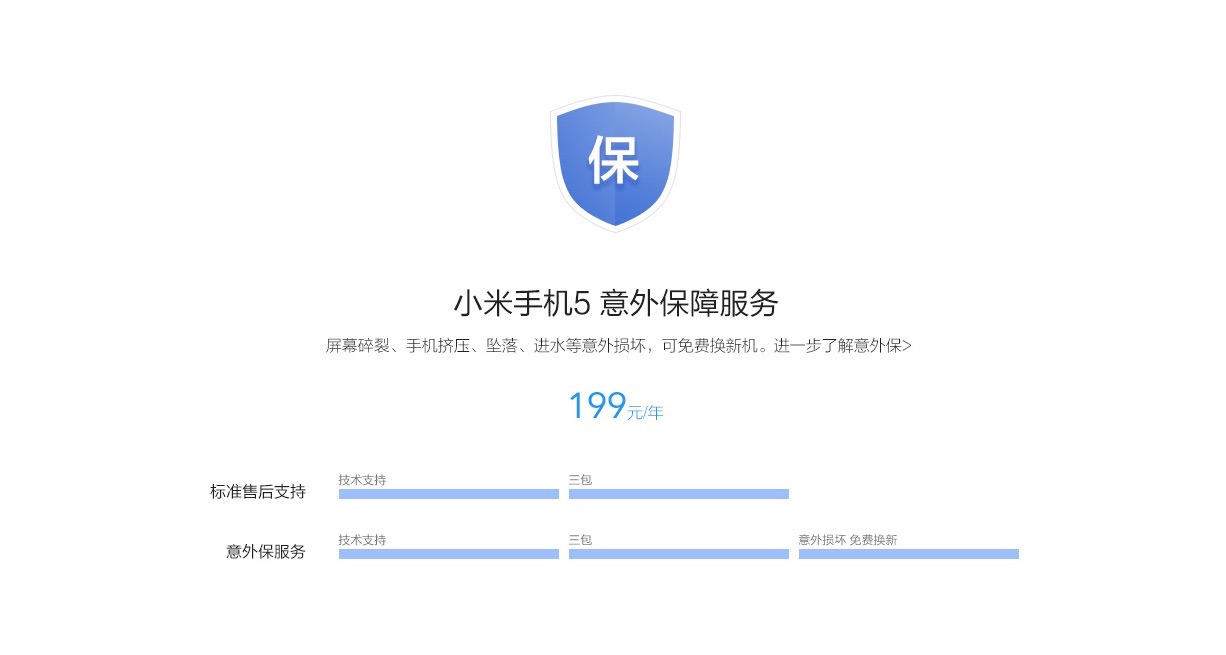 保
小米手机5 意外保障服务
屏幕碎裂、手机挤压、坠落、进水等意外损坏，可免费换新机。进一步了解意外保>
199元/年
标准售后支持 技术支持 三包
意外保服务 技术支持 三包 意外损坏 免费换新